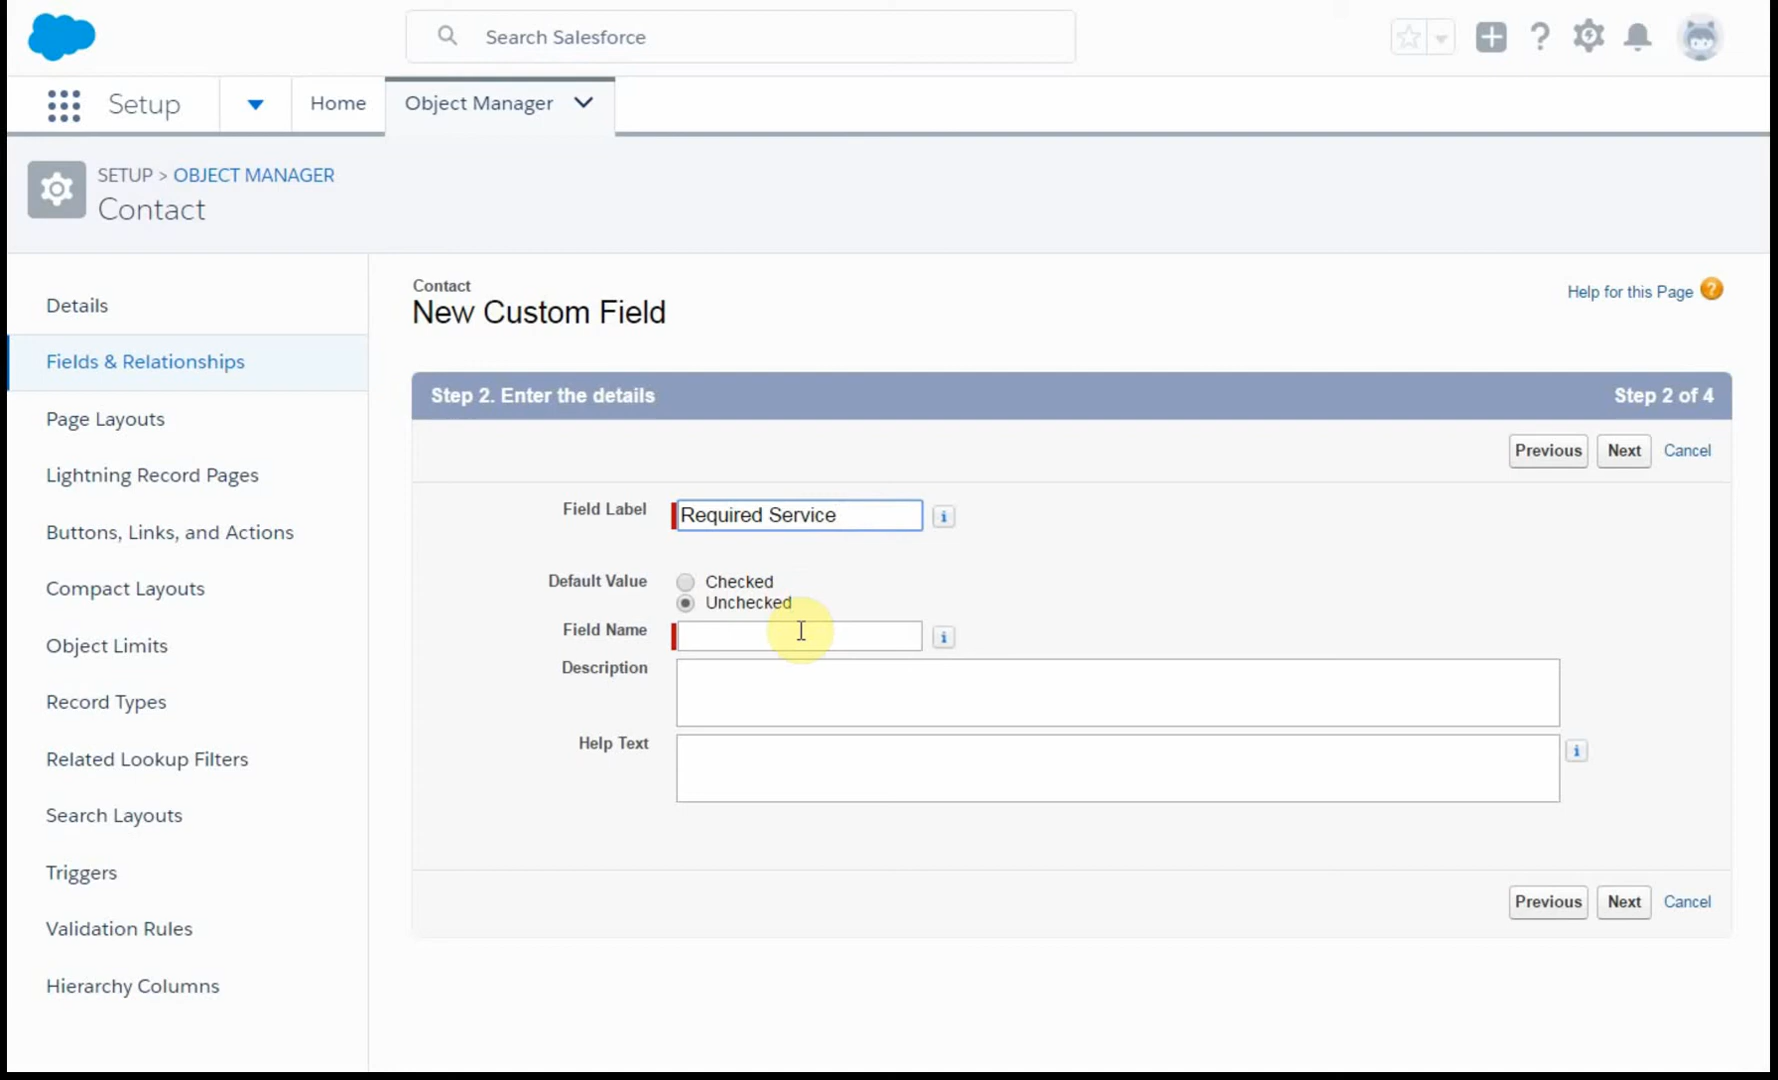 Search Salesforce
Setup
Home
Object Manager
SETUP > OBJECT MANAGER
Contact
Details
Fields & Relationships
Page Layouts
Lightning Record Pages
Buttons, Links, and Actions
Compact Layouts
Object Limits
Record Types
Related Lookup Filters
Search Layouts
Triggers
Validation Rules
Hierarchy Columns
Contact
New Custom Field
Help for this Page ?
Step 2. Enter the details
Step 2 of 4
Previous
Next
Cancel
Field Label
Required Service
i
Default Value
Checked
Unchecked
Field Name
i
Description
Help Text
i
Previous
Next
Cancel